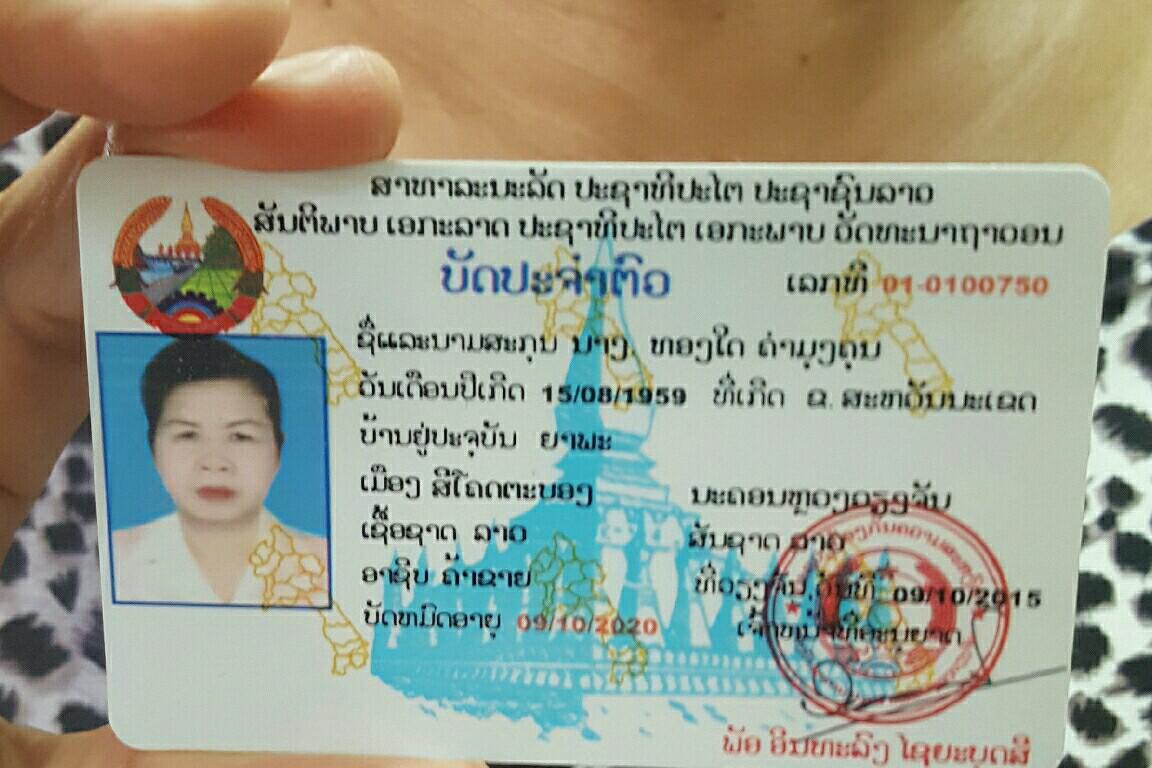 ສາທາລະນະລັດ ປະຊາທິປະໄຕ ປະຊາຊົນລາວ
ສັນຕິພາບ ເອກະລາດ ປະຊາທິປະໄຕ ເອກະພາບ ວັດທະນາຖາວອນ
ບັດປະຈຳຕົວ ເລກທີ 01-0100750
ຊື່ແລະນາມສະກຸນ ນາງ ທອງໃດ ຄຳມຸງຄຸນ
ວັນເດືອນປີເກີດ 15/08/1959 ທີ່ເກີດ ຂ. ສະຫວັນນະເຂດ
ບ້ານຢູ່ປະຈຸບັນ ຍາພະ
ເມືອງ ສີໂຄດຕະບອງ ນະຄອນຫຼວງວຽງຈັນ
ເຊື້ອຊາດ ລາວ ສັນຊາດ ລາວ
ອາຊີບ ຄ້າຂາຍ ທີ່ວຽງຈັນ, ວັນທີ 09/10/2015
ບັດຫມົດອາຍຸ 09/10/2020 ເຈົ້າຫນ້າທີ່ອະນຸຍາດ
ພັອ ອິນທະລົງ ໄຊຍະບຸດສີ